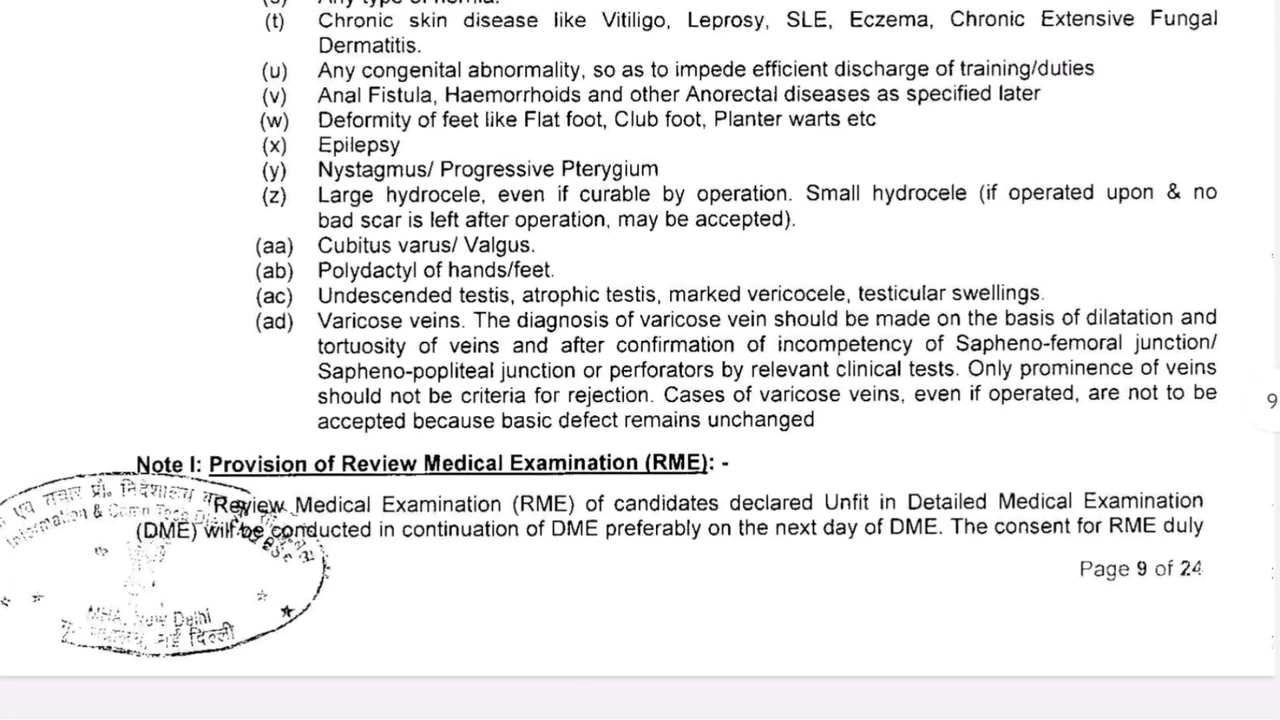 (t) Chronic skin disease like Vitiligo, Leprosy, SLE, Eczema, Chronic Extensive Fungal
Dermatitis.
(u) Any congenital abnormality, so as to impede efficient discharge of training/duties
(v) Anal Fistula, Haemorrhoids and other Anorectal diseases as specified later
(w) Deformity of feet like Flat foot, Club foot, Planter warts etc
(x) Epilepsy
(y) Nystagmus/ Progressive Pterygium
(z) Large hydrocele, even if curable by operation. Small hydrocele (if operated upon & no
bad scar is left after operation, may be accepted).
(aa) Cubitus varus/ Valgus.
(ab) Polydactyl of hands/feet.
(ac) Undescended testis, atrophic testis, marked vericocele, testicular swellings.
(ad) Varicose veins. The diagnosis of varicose vein should be made on the basis of dilatation and
tortuosity of veins and after confirmation of incompetency of Sapheno-femoral junction/
Sapheno-popliteal junction or perforators by relevant clinical tests. Only prominence of veins
should not be criteria for rejection. Cases of varicose veins, even if operated, are not to be
accepted because basic defect remains unchanged
9
Note I: Provision of Review Medical Examination (RME): -
Review Medical Examination (RME) of candidates declared Unfit in Detailed Medical Examination
(DME) will be conducted in continuation of DME preferably on the next day of DME. The consent for RME duly
Page 9 of 24
MHA, New Delhi
नई दिल्ली